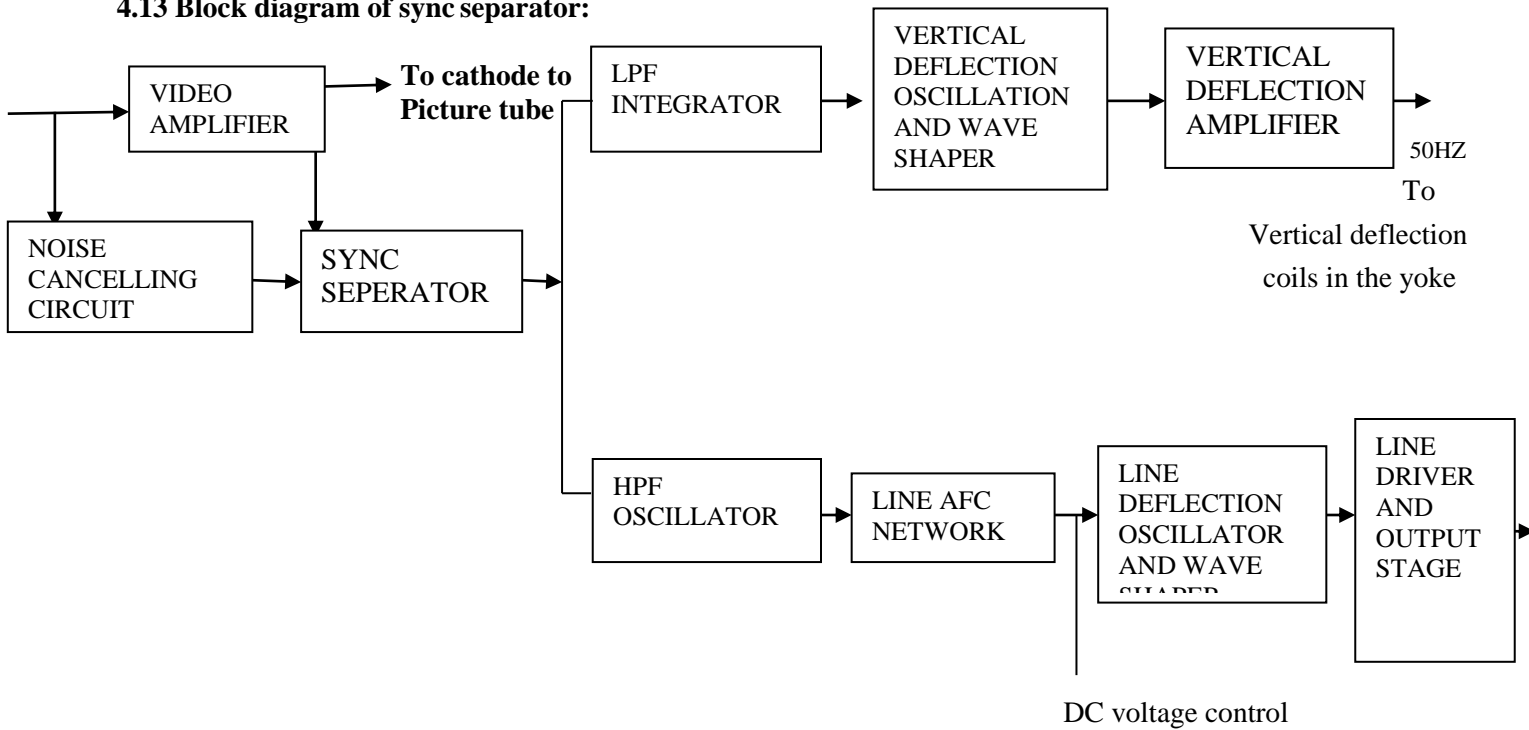 4.13 Block diagram of sync separator:
VIDEO
AMPLIFIER
To cathode to
Picture tube
LPF
INTEGRATOR
VERTICAL
DEFLECTION
OSCILLATION
AND WAVE
SHAPER
VERTICAL
DEFLECTION
AMPLIFIER
50HZ
To
Vertical deflection
coils in the yoke
NOISE
CANCELLING
CIRCUIT
SYNC
SEPERATOR
HPF
OSCILLATOR
LINE AFC
NETWORK
LINE
DEFLECTION
OSCILLATOR
AND WAVE
SHAPER
LINE
DRIVER
AND
OUTPUT
STAGE
DC voltage control